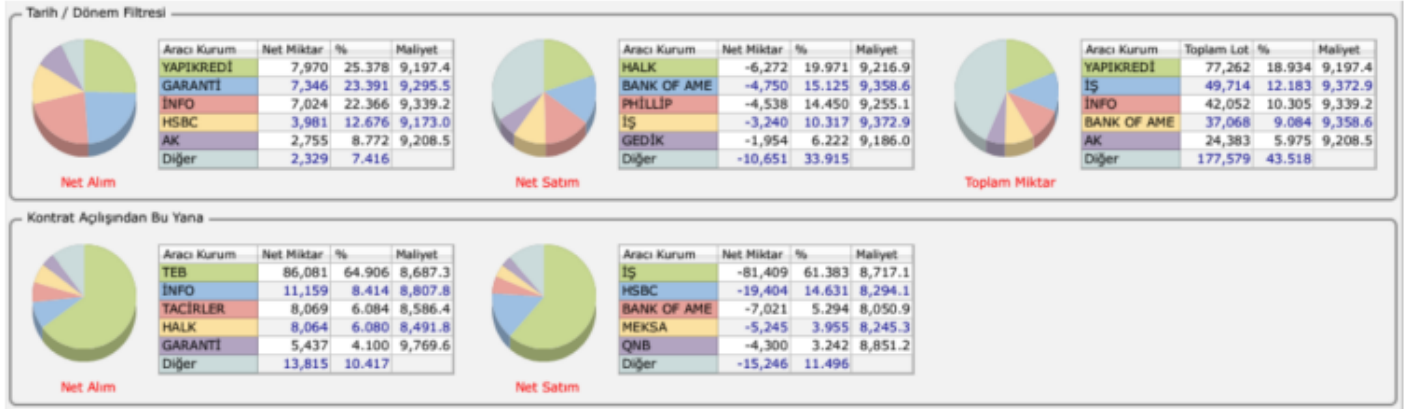 Tarih / Dönem Filtresi
Aracı Kurum Net Miktar % Maliyet
YAPIKREDİ 7,970 25.378 9,197.4
GARANTİ 7,346 23.391 9,295.5
İNFO 7,024 22.366 9,339.2
HSBC 3,981 12.676 9,173.0
AK 2,755 8.772 9,208.5
Diğer 2,329 7.416
Net Alım
Aracı Kurum Net Miktar % Maliyet
HALK -6,272 19.971 9,216.9
BANK OF AME -4,750 15.125 9,358.6
PHİLLİP -4,538 14.450 9,255.1
İŞ -3,240 10.317 9,372.9
GEDİK -1,954 6.222 9,186.0
Diğer -10,651 33.915
Net Satım
Aracı Kurum Toplam Lot % Maliyet
YAPIKREDİ 77,262 18.934 9,197.4
İŞ 49,714 12.183 9,372.9
İNFO 42,052 10.305 9,339.2
BANK OF AME 37,068 9.084 9,358.6
AK 24,383 5.975 9,208.5
Diğer 177,579 43.518
Toplam Miktar
Kontrat Açılışından Bu Yana
Aracı Kurum Net Miktar % Maliyet
TEB 86,081 64.906 8,687.3
İNFO 11,159 8.414 8,807.8
TACİRLER 8,069 6.084 8,586.4
HALK 8,064 6.080 8,491.8
GARANTİ 5,437 4.100 9,769.6
Diğer 13,815 10.417
Net Alım
Aracı Kurum Net Miktar % Maliyet
İŞ -81,409 61.383 8,717.1
HSBC -19,404 14.631 8,294.1
BANK OF AME -7,021 5.294 8,050.9
MEKSA -5,245 3.955 8,245.3
QNB -4,300 3.242 8,851.2
Diğer -15,246 11.496
Net Satım